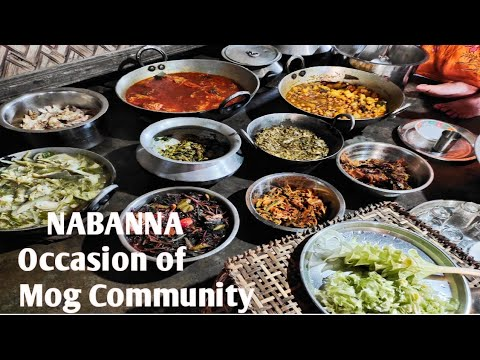 NABANNA
Occasion of
Mog Community